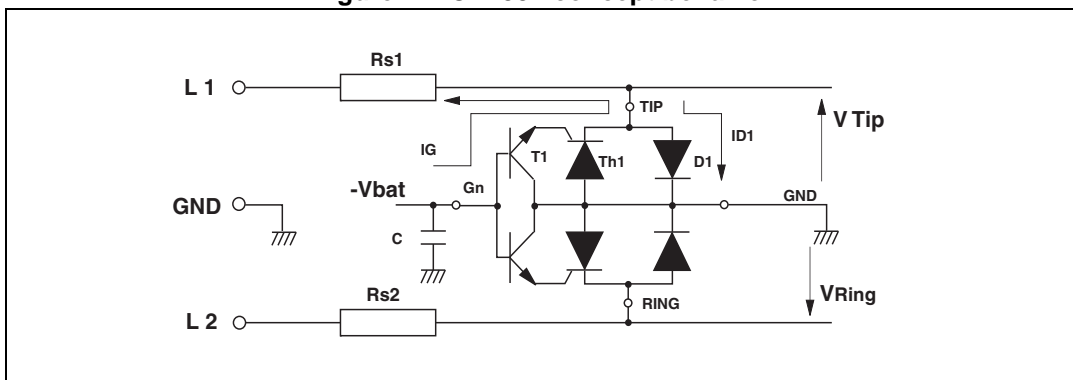 L 1
Rs1
TIP
V Tip
IG
T1
Th1
D1
ID1
-Vbat
Gn
GND
GND
C
Rs2
RING
VRing
L 2